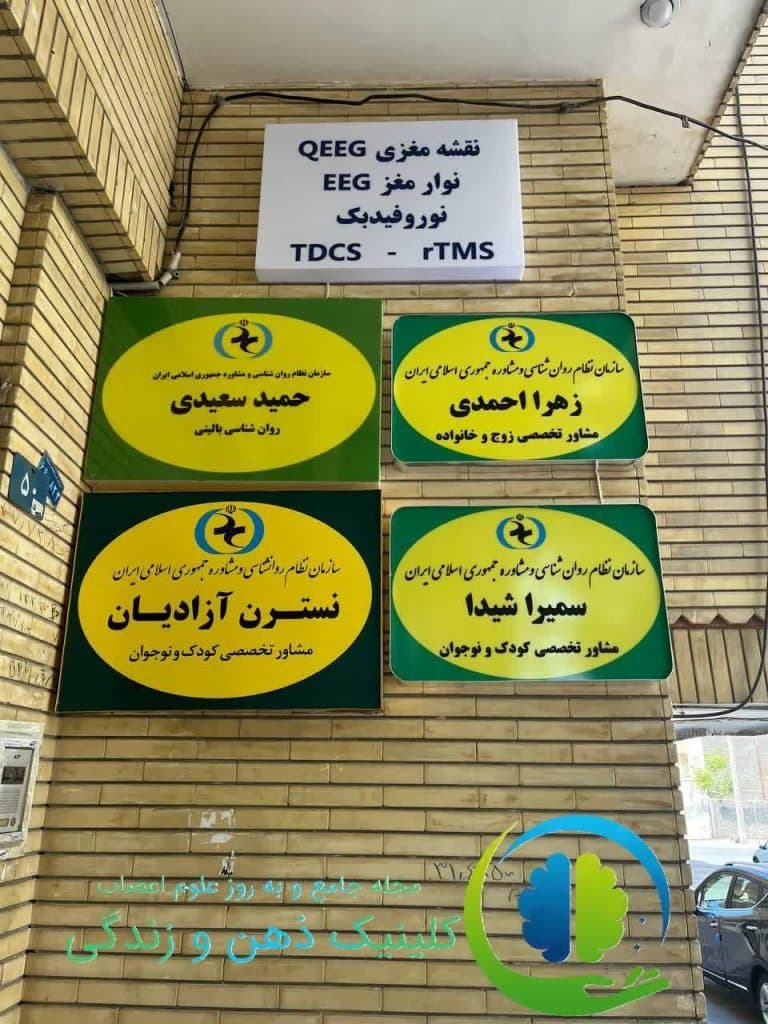 نقشه مغزی QEEG
نوار مغز EEG
نوروفیدبک
TDCS - rTMS
سازمان نظام روان شناسی و مشاوره جمهوری اسلامی ایران
حمید سعیدی
روان شناسی بالینی
سازمان نظام روان شناسی و مشاوره جمهوری اسلامی ایران
زهرا احمدی
مشاور تخصصی زوج و خانواده
سازمان نظام روانشناسی و مشاوره جمهوری اسلامی ایران
نسترن آزادیان
مشاور تخصصی کودک و نوجوان
سازمان نظام روان شناسی و مشاوره جمهوری اسلامی ایران
سمیرا شیدا
مشاور تخصصی کودک و نوجوان
۵۰
مجله جامع و به روز علوم اعصاب
کلینیک ذهن و زندگی